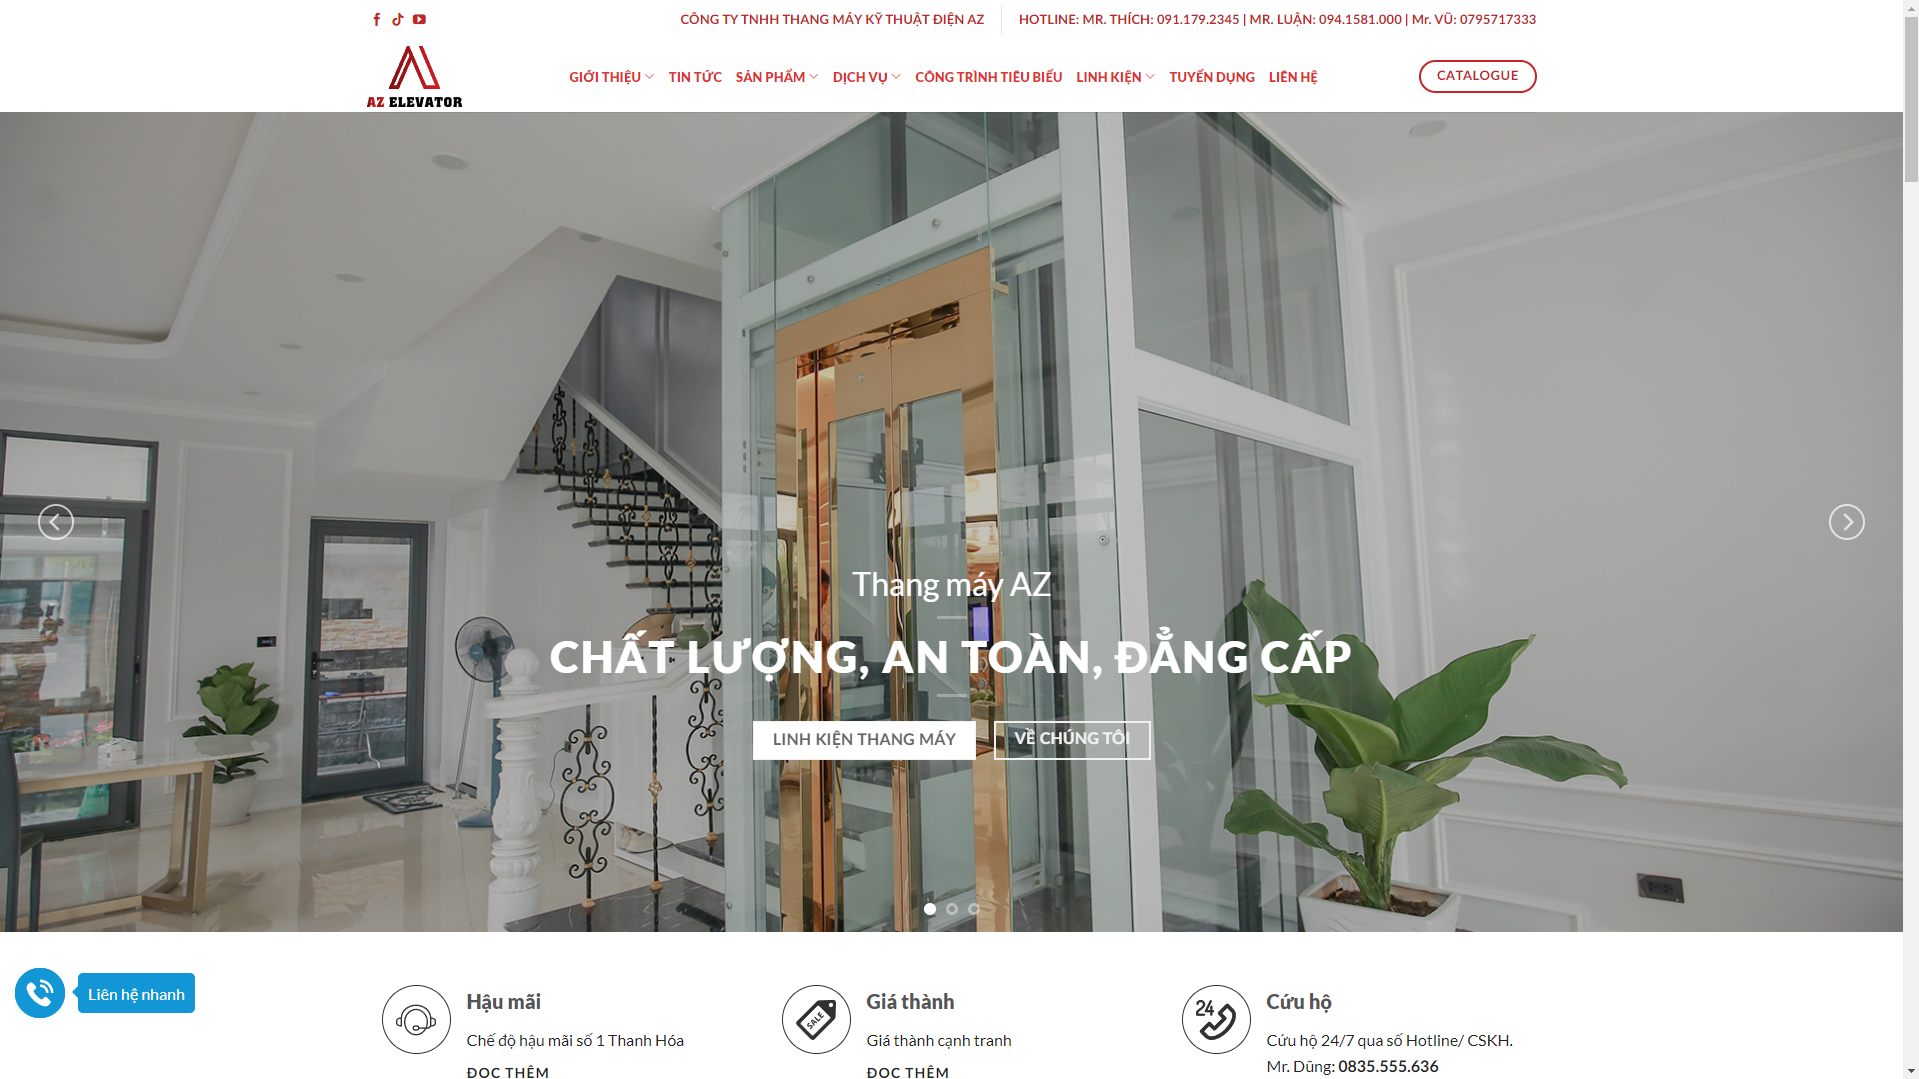 CÔNG TY TNHH THANG MÁY KỸ THUẬT ĐIỆN AZ
HOTLINE: MR. THÍCH: 091.179.2345 | MR. LUẬN: 094.1581.000 | Mr. VŨ: 0795717333
AZ ELEVATOR
GIỚI THIỆU TIN TỨC SẢN PHẨM DỊCH VỤ CÔNG TRÌNH TIÊU BIỂU LINH KIỆN TUYỂN DỤNG LIÊN HỆ
CATALOGUE
Thang máy AZ
CHẤT LƯỢNG, AN TOÀN, ĐẲNG CẤP
LINH KIỆN THANG MÁY
VỀ CHÚNG TÔI
Liên hệ nhanh
Hậu mãi
Chế độ hậu mãi số 1 Thanh Hóa
ĐỌC THÊM
SALE
Giá thành
Giá thành cạnh tranh
ĐỌC THÊM
24
Cứu hộ
Cứu hộ 24/7 qua số Hotline/ CSKH.
Mr. Dũng: 0835.555.636